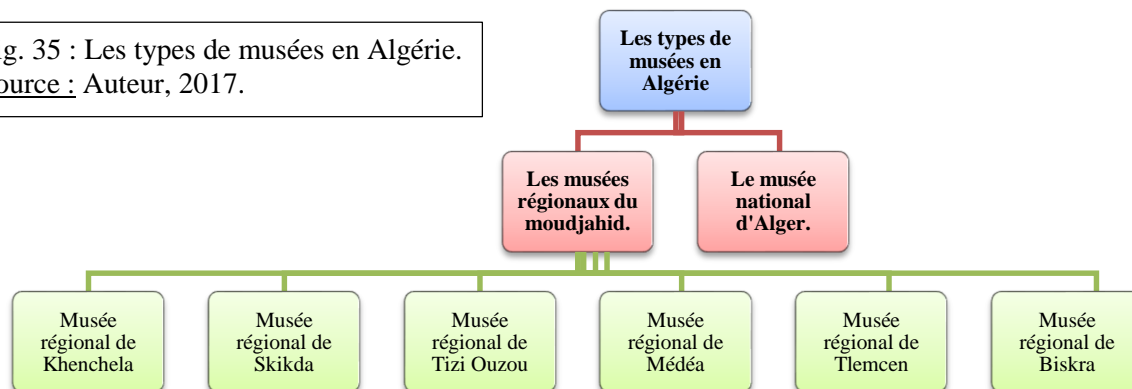 g. 35 : Les types de musées en Algérie.
ource : Auteur, 2017.
Les types de
musées en
Algérie
Les musées
régionaux du
moudjahid.
Le musée
national
d'Alger.
Musée
régional de
Khenchela
Musée
régional de
Skikda
Musée
régional de
Tizi Ouzou
Musée
régional de
Médéa
Musée
régional de
Tlemcen
Musée
régional de
Biskra